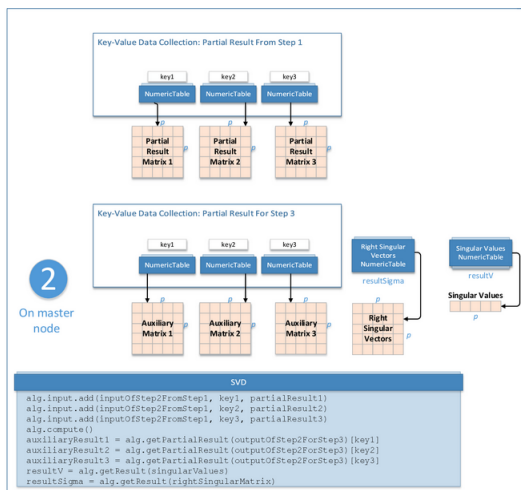 Key-Value Data Collection: Partial Result From Step 1
key1
key2
key3
NumericTable
NumericTable
NumericTable
p
p
p
Partial
Result
Matrix 1
p
Partial
Result
Matrix 2
p
Partial
Result
Matrix 3
p
Key-Value Data Collection: Partial Result For Step 3
key1
key2
key3
NumericTable
NumericTable
NumericTable
p
p
p
Auxiliary
Matrix 1
p
Auxiliary
Matrix 2
p
Auxiliary
Matrix 3
p
Right Singular
Vectors
NumericTable
resultSigma
p
Right
Singular
Vectors
p
Singular Values
NumericTable
resultV
Singular Values
p
2
On master
node
SVD
alg.input.add(inputOfStep2FromStep1, key1, partialResult1)
alg.input.add(inputOfStep2FromStep1, key2, partialResult2)
alg.input.add(inputOfStep2FromStep1, key3, partialResult3)
alg.compute()
auxiliaryResult1 = alg.getPartialResult(outputOfStep2ForStep3)[key1]
auxiliaryResult2 = alg.getPartialResult(outputOfStep2ForStep3)[key2]
auxiliaryResult3 = alg.getPartialResult(outputOfStep2ForStep3)[key3]
resultV = alg.getResult(singularValues)
resultSigma = alg.getResult(rightSingularMatrix)